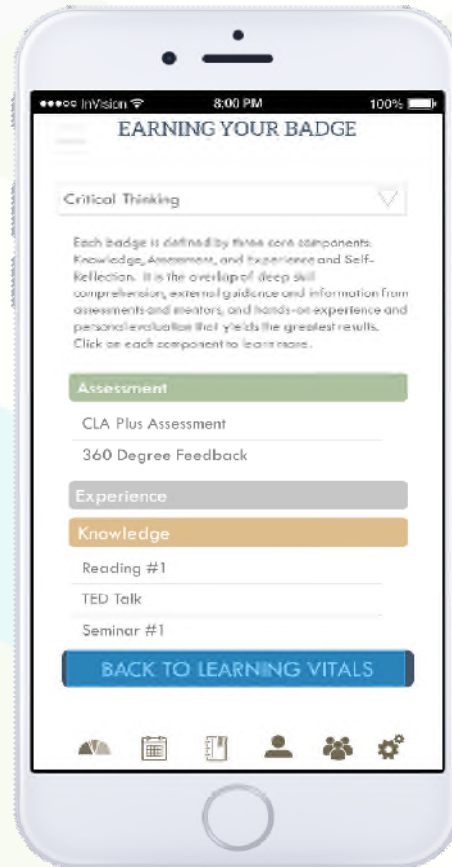 InVision 8:00 PM 100%
EARNING YOUR BADGE
Critical Thinking
Each badge is defined by three core components:
Knowledge, Assessment, and Experience and Self-
Reflection. It is the overlap of deep skill
comprehension, external guidance and information from
assessments and mentors, and hands-on experience and
personal evaluation that yields the greatest results.
Click on each component to learn more.
Assessment
CLA Plus Assessment
360 Degree Feedback
Experience
Knowledge
Reading #1
TED Talk
Seminar #1
BACK TO LEARNING VITALS